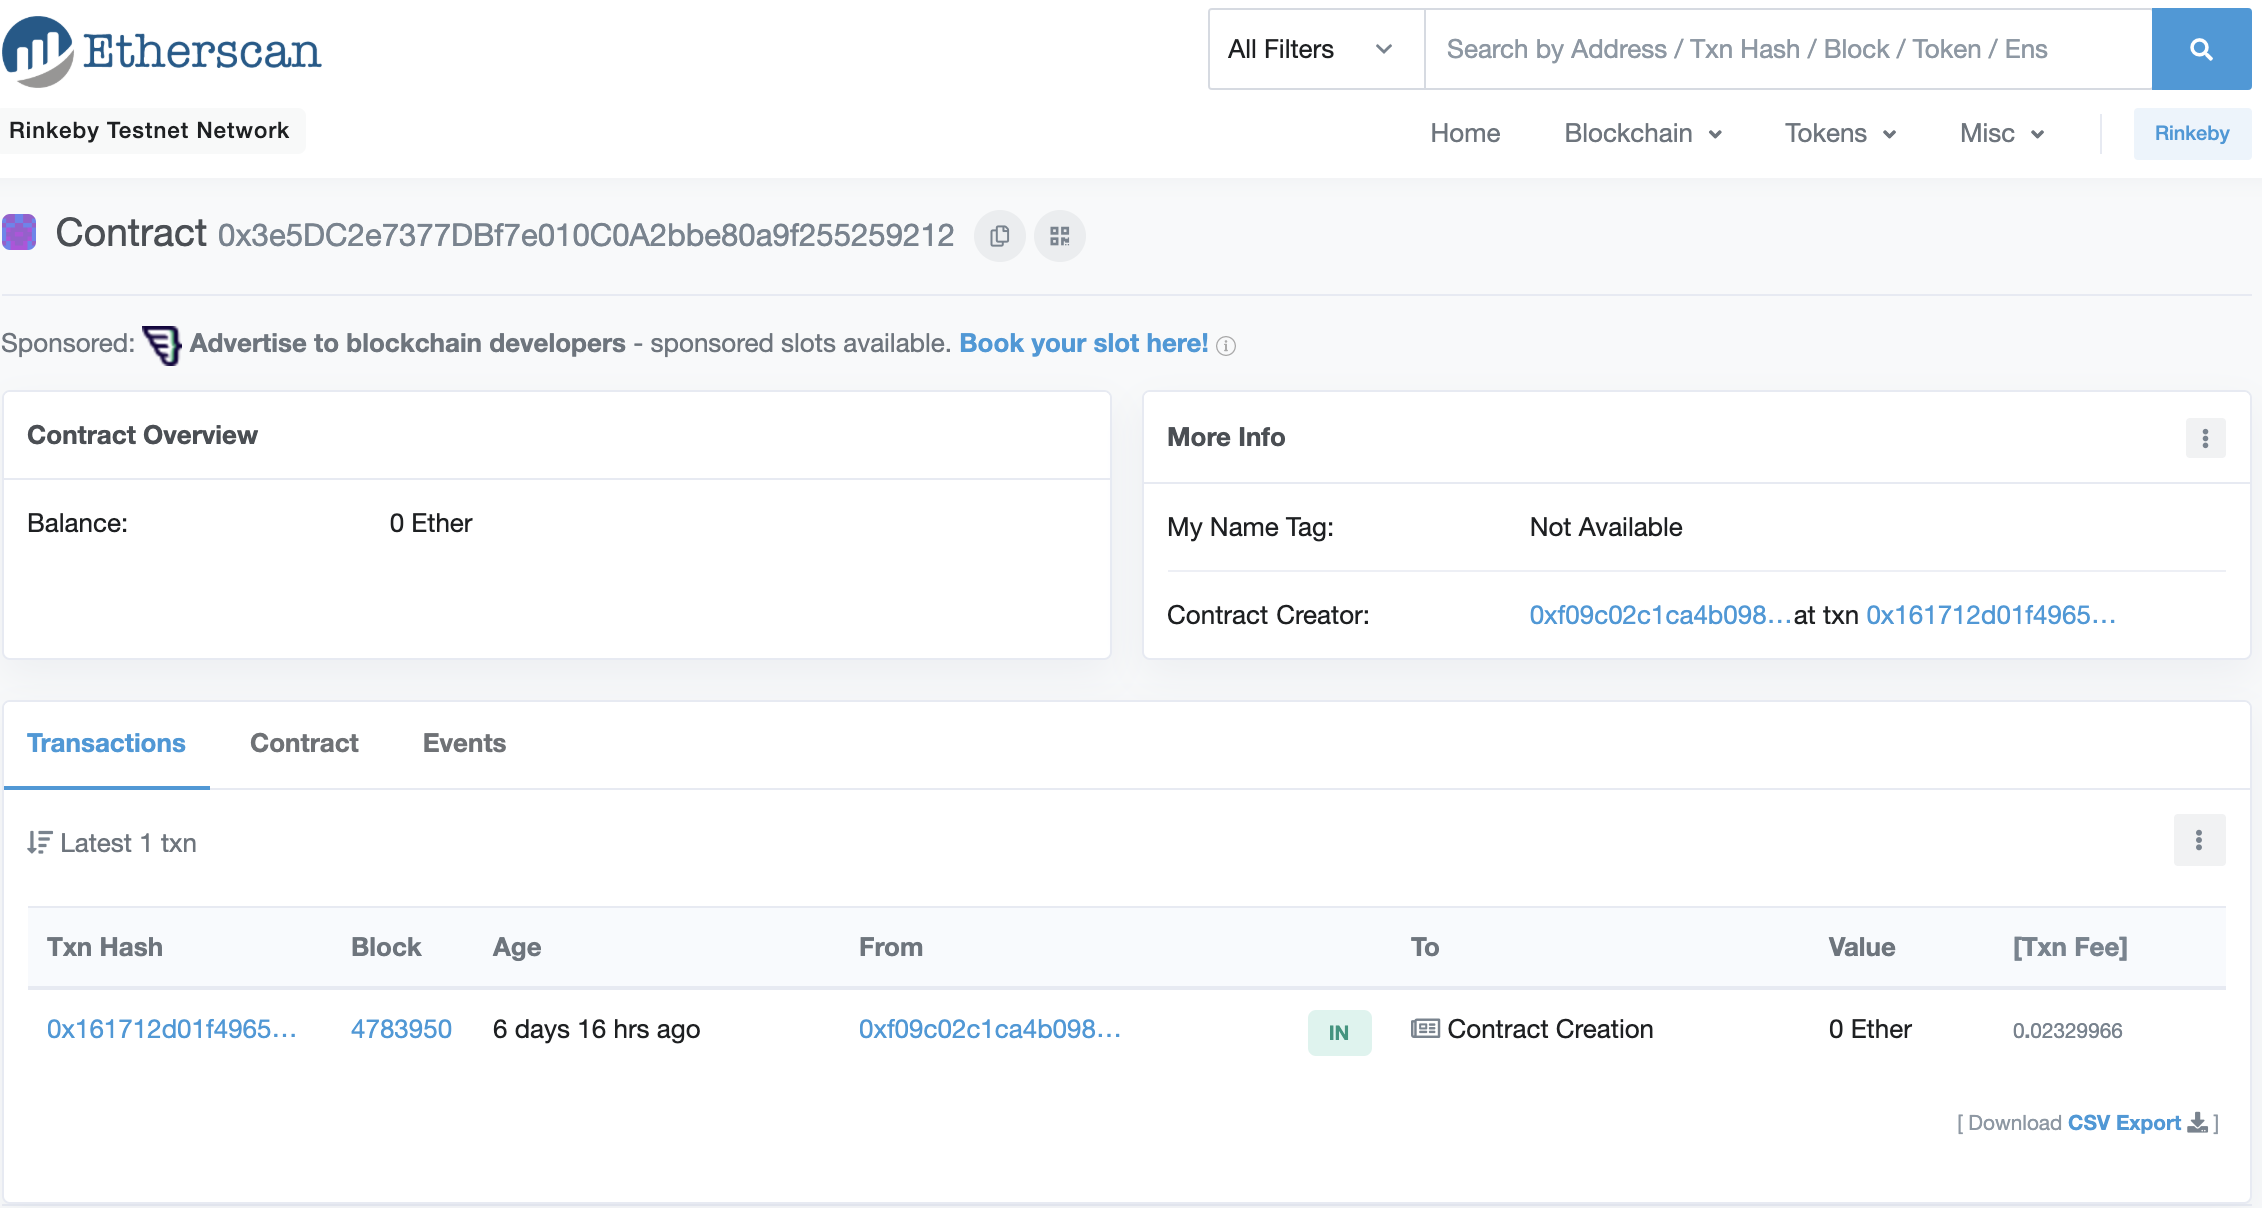 Etherscan
All Filters
Search by Address / Txn Hash / Block / Token / Ens
Rinkeby Testnet Network
Home Blockchain Tokens Misc Rinkeby
Contract 0x3e5DC2e7377DBf7e010C0A2bbe80a9f255259212
Sponsored: Advertise to blockchain developers - sponsored slots available. Book your slot here!
Contract Overview
Balance: 0 Ether
More Info
My Name Tag: Not Available
Contract Creator: 0xf09c02c1ca4b098... at txn 0x161712d01f4965...
Transactions Contract Events
Latest 1 txn
Txn Hash Block Age From To Value [Txn Fee]
0x161712d01f4965... 4783950 6 days 16 hrs ago 0xf09c02c1ca4b098... IN Contract Creation 0 Ether 0.02329966
[ Download CSV Export ]